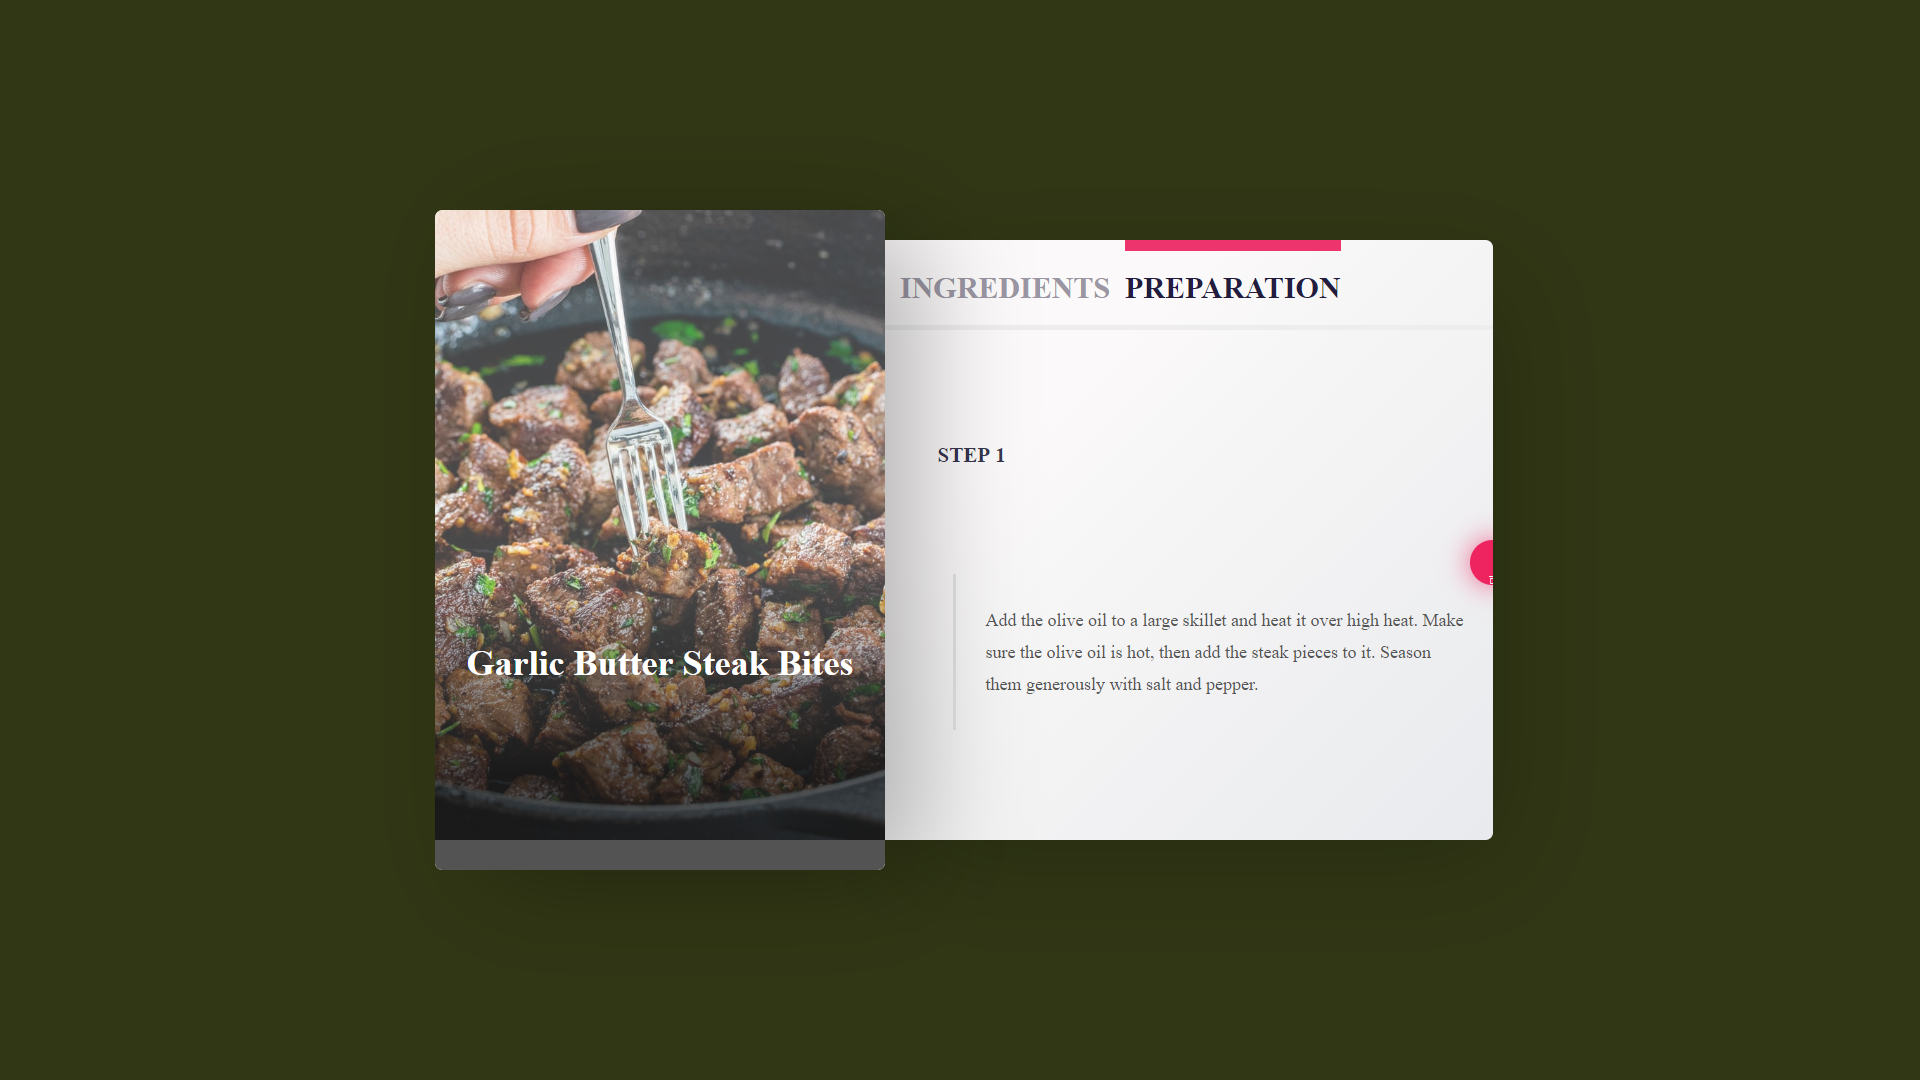 INGREDIENTS PREPARATION
STEP 1
Add the olive oil to a large skillet and heat it over high heat. Make
sure the olive oil is hot, then add the steak pieces to it. Season
them generously with salt and pepper.
Garlic Butter Steak Bites